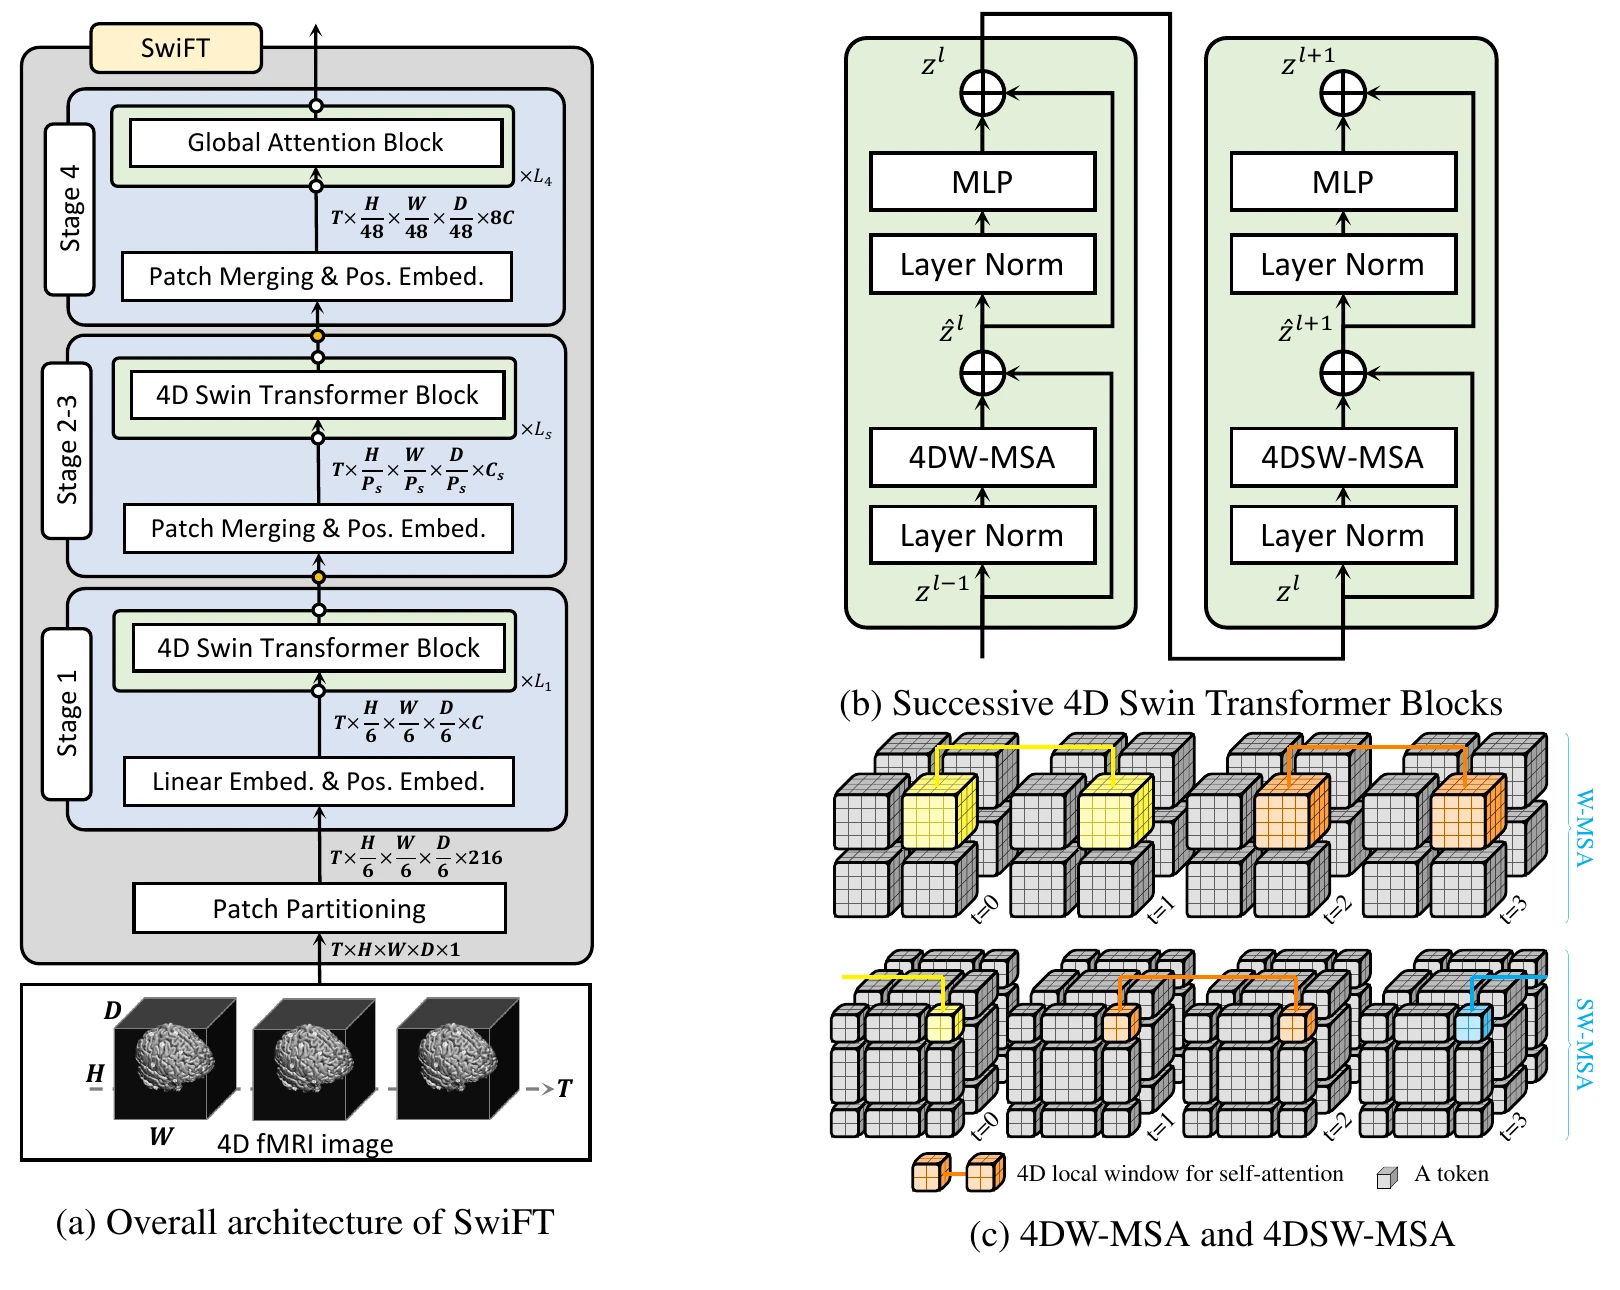 SwiFT
Stage 4
Global Attention Block
×L₄
T×H/48×W/48×D/48×8C
Patch Merging & Pos. Embed.
Stage 2-3
4D Swin Transformer Block
×Lₛ
T×H/Pₛ×W/Pₛ×D/Pₛ×Cₛ
Patch Merging & Pos. Embed.
Stage 1
4D Swin Transformer Block
×L₁
T×H/6×W/6×D/6×C
Linear Embed. & Pos. Embed.
T×H/6×W/6×D/6×216
Patch Partitioning
T×H×W×D×1
D
H
W
T
4D fMRI image
(a) Overall architecture of SwiFT
z^l
MLP
Layer Norm
ẑ^l
4DW-MSA
Layer Norm
z^{l−1}
z^{l+1}
MLP
Layer Norm
ẑ^{l+1}
4DSW-MSA
Layer Norm
z^l
(b) Successive 4D Swin Transformer Blocks
t=0
t=1
t=2
t=3
W-MSA
t=0
t=1
t=2
t=3
SW-MSA
4D local window for self-attention
A token
(c) 4DW-MSA and 4DSW-MSA